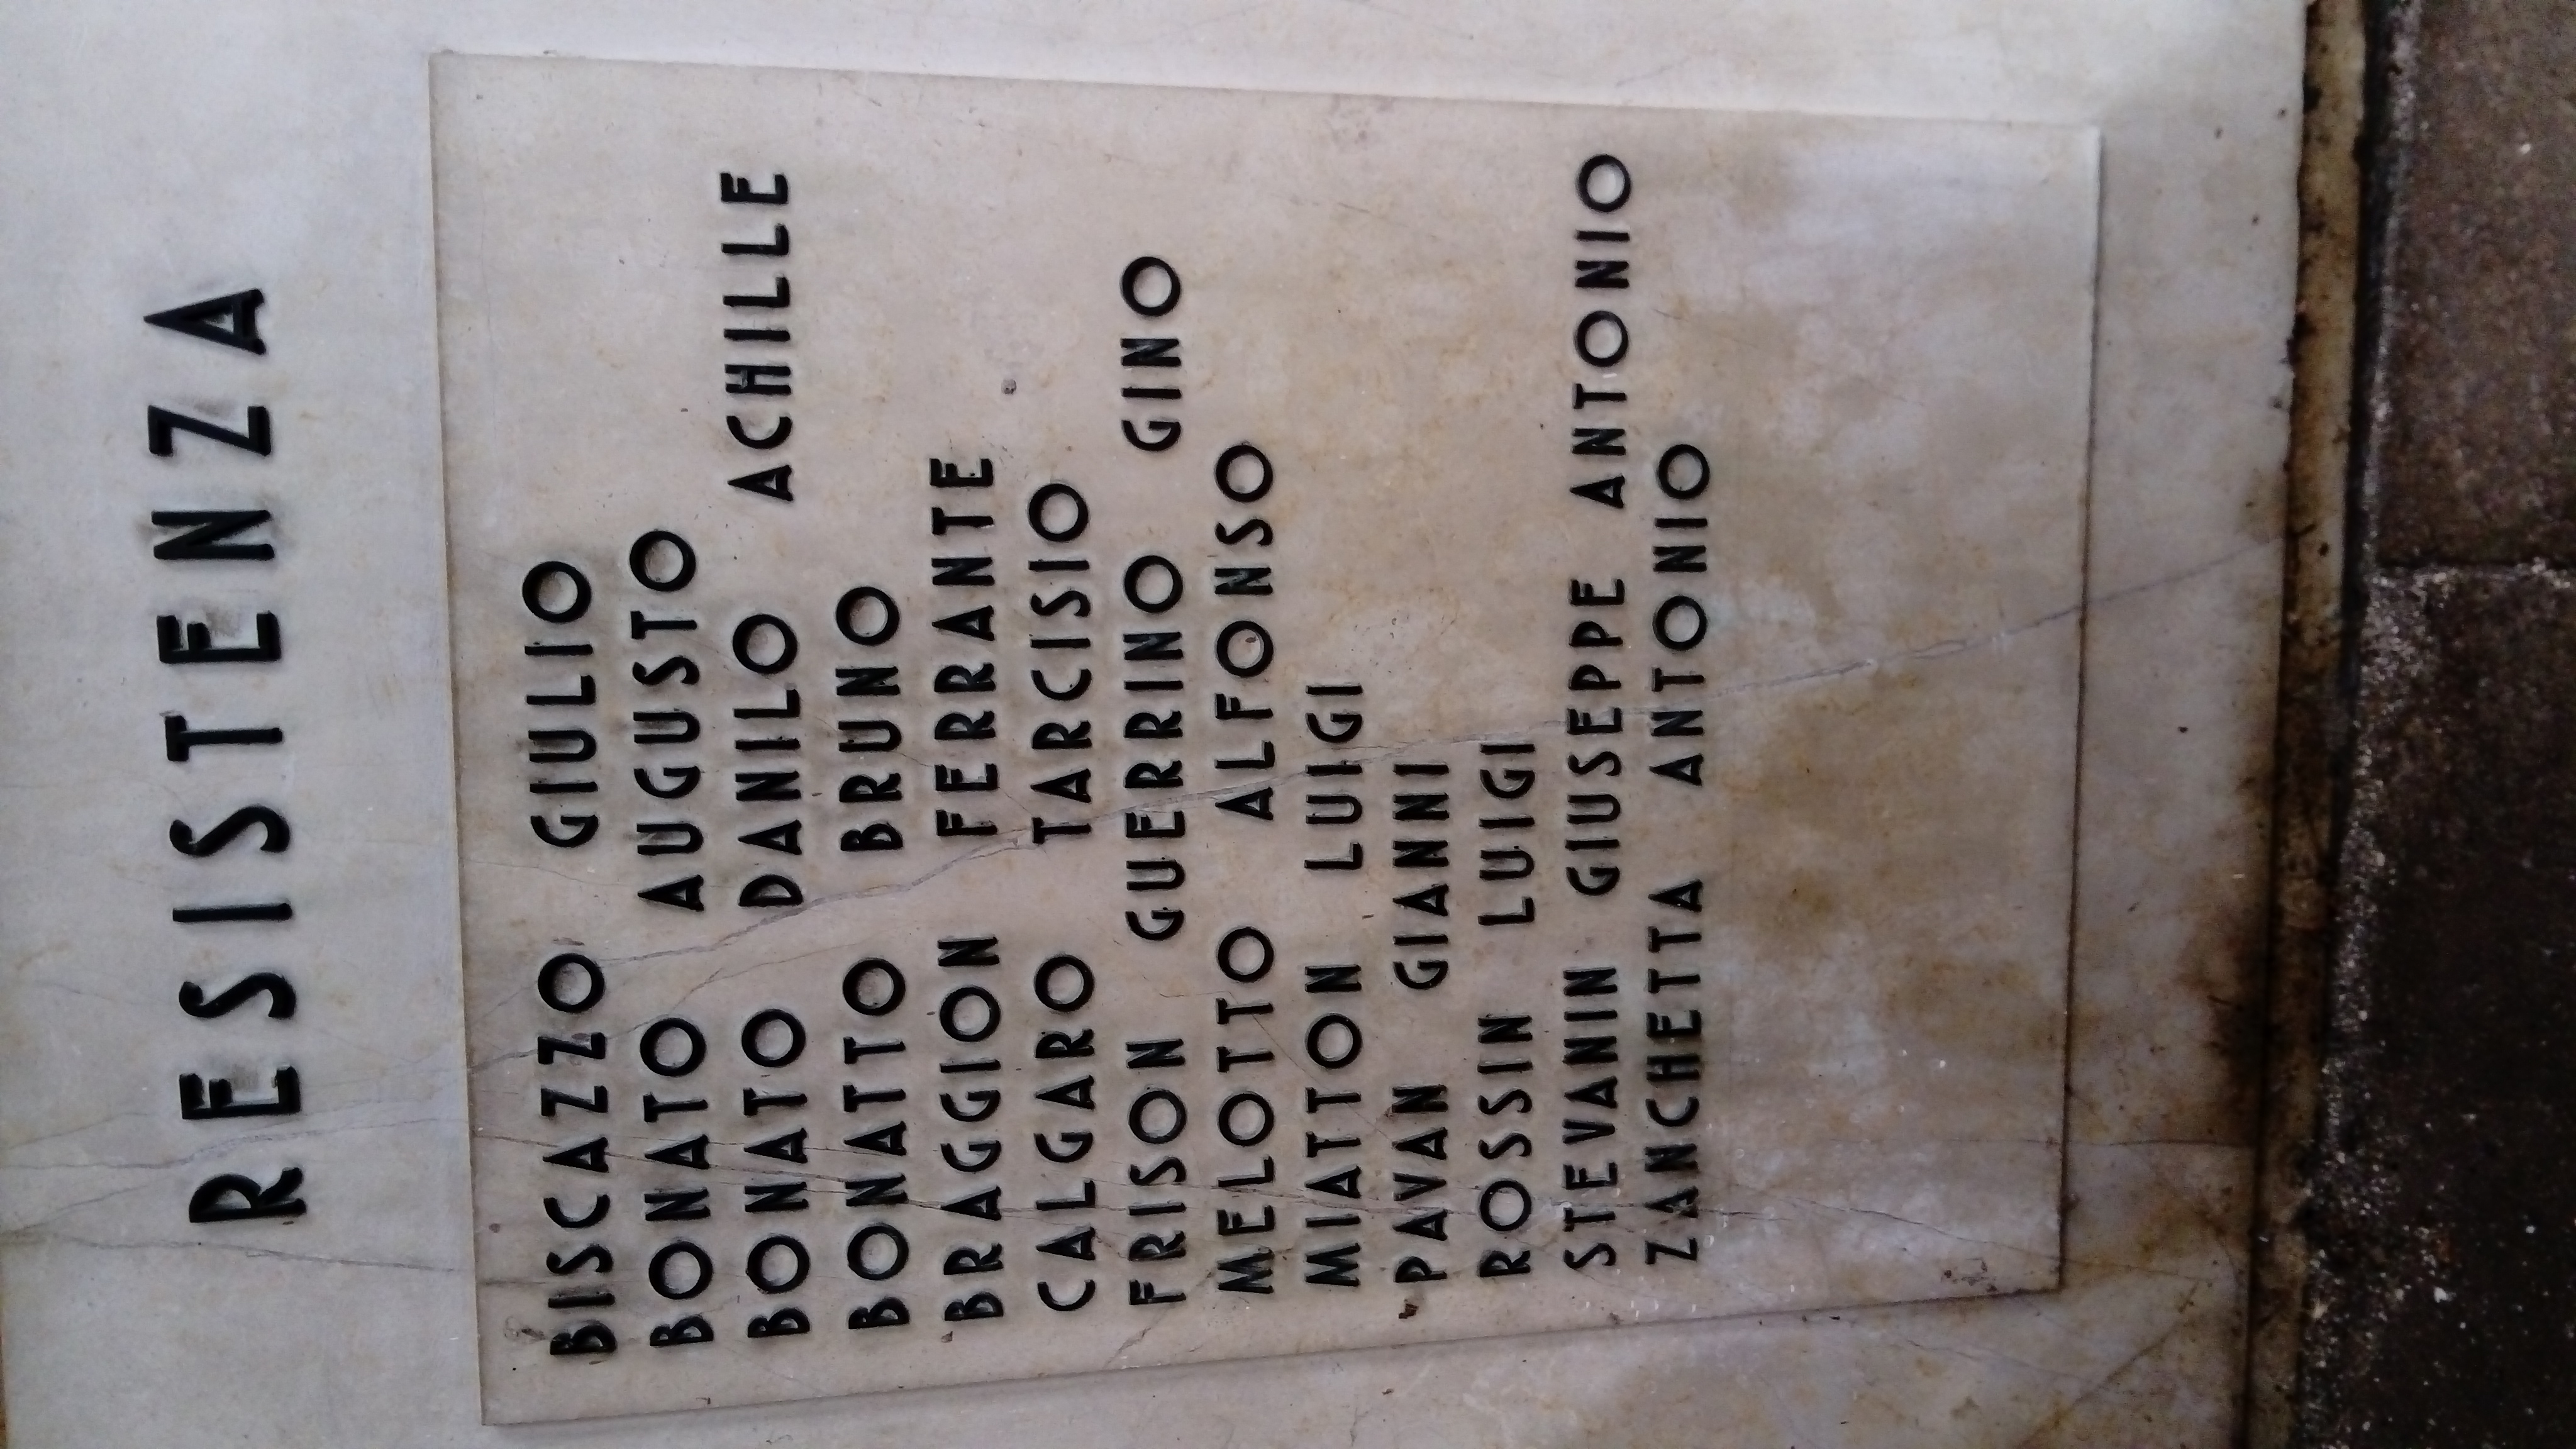 RESISTENZA
BISCAZZO GIULIO
BONATO AUGUSTO
BONATO DANILO ACHILLE
BONATTO BRUNO
BRAGGION FERRANTE
CALGARO TARCISIO
FRISON GUERRINO GINO
MELOTTO ALFONSO
MIATTON LUIGI
PAVAN GIANNI
ROSSIN LUIGI
STEVANIN GIUSEPPE ANTONIO
ZANCHETTA ANTONIO